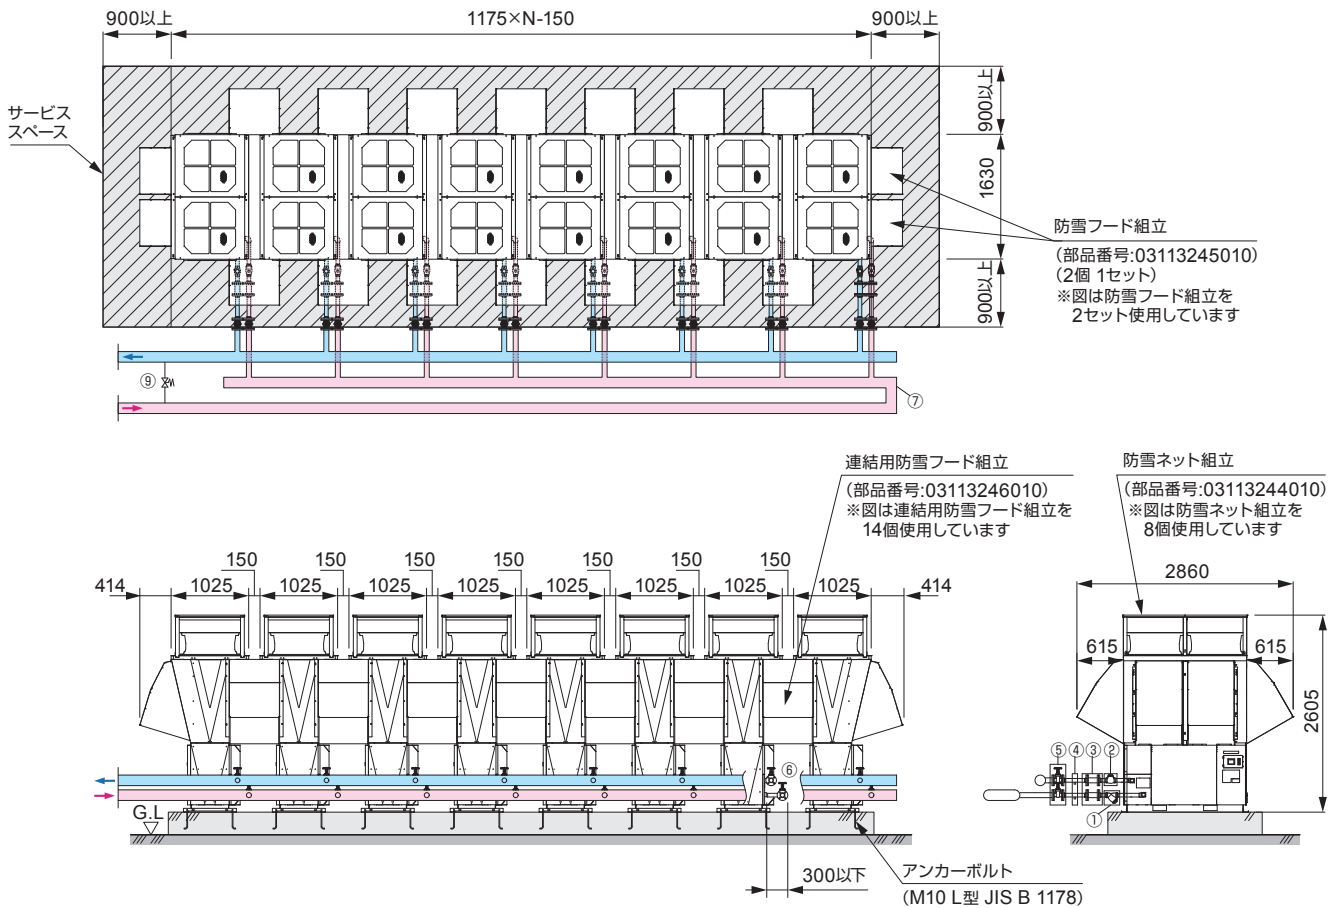 900以上
1175×N-150
900以上
サービス
スペース
900以上
1630
900以上
防雪フード組立
(部品番号:03113245010)
(2個 1セット)
※図は防雪フード組立を
2セット使用しています
⑨
⑦
連結用防雪フード組立
(部品番号:03113246010)
※図は連結用防雪フード組立を
14個使用しています
防雪ネット組立
(部品番号:03113244010)
※図は防雪ネット組立を
8個使用しています
150 150 150 150 150 150 150
414 1025 1025 1025 1025 1025 1025 1025 1025 414
2860
615 615
2605
⑥
⑤ ④ ③ ②
①
G.L
300以下
アンカーボルト
(M10 L型 JIS B 1178)